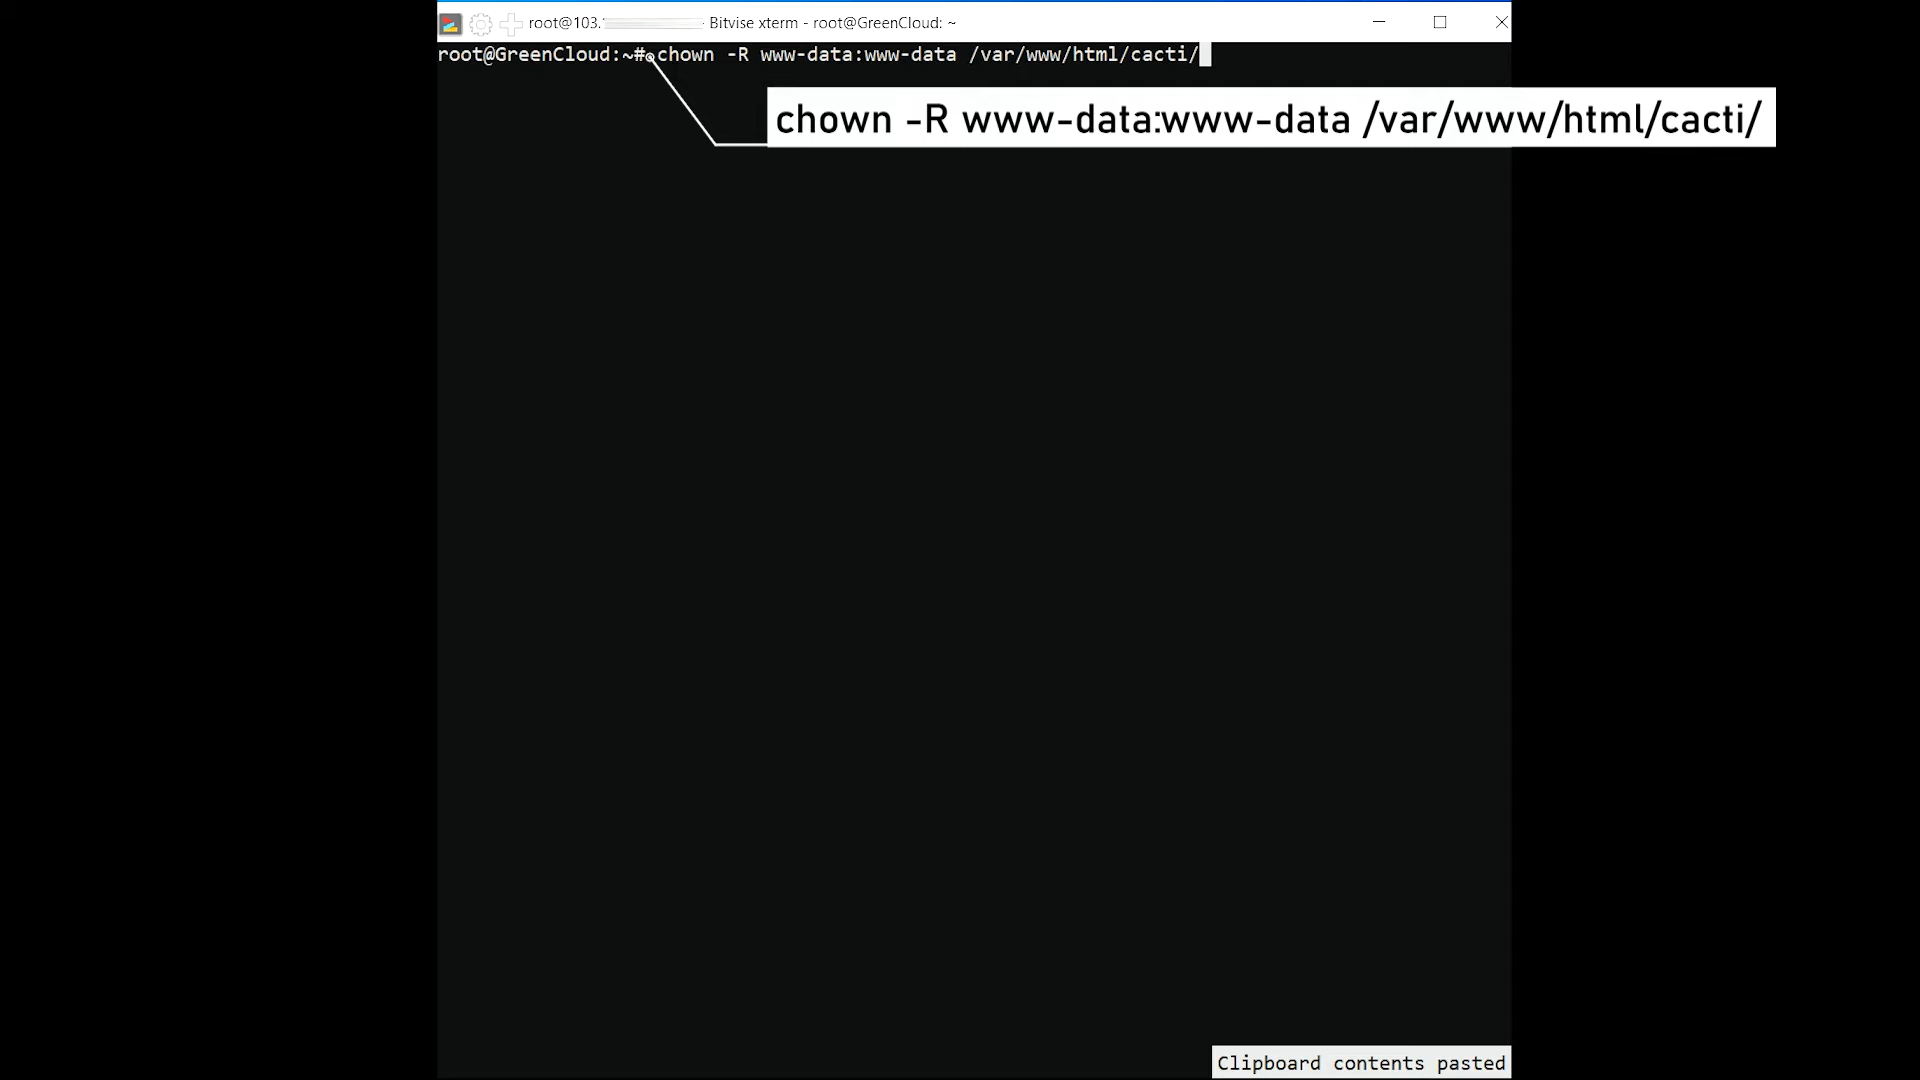 root@103. - Bitvise xterm - root@GreenCloud: ~
root@GreenCloud:~# chown -R www-data:www-data /var/www/html/cacti/
chown -R www-data:www-data /var/www/html/cacti/
Clipboard contents pasted